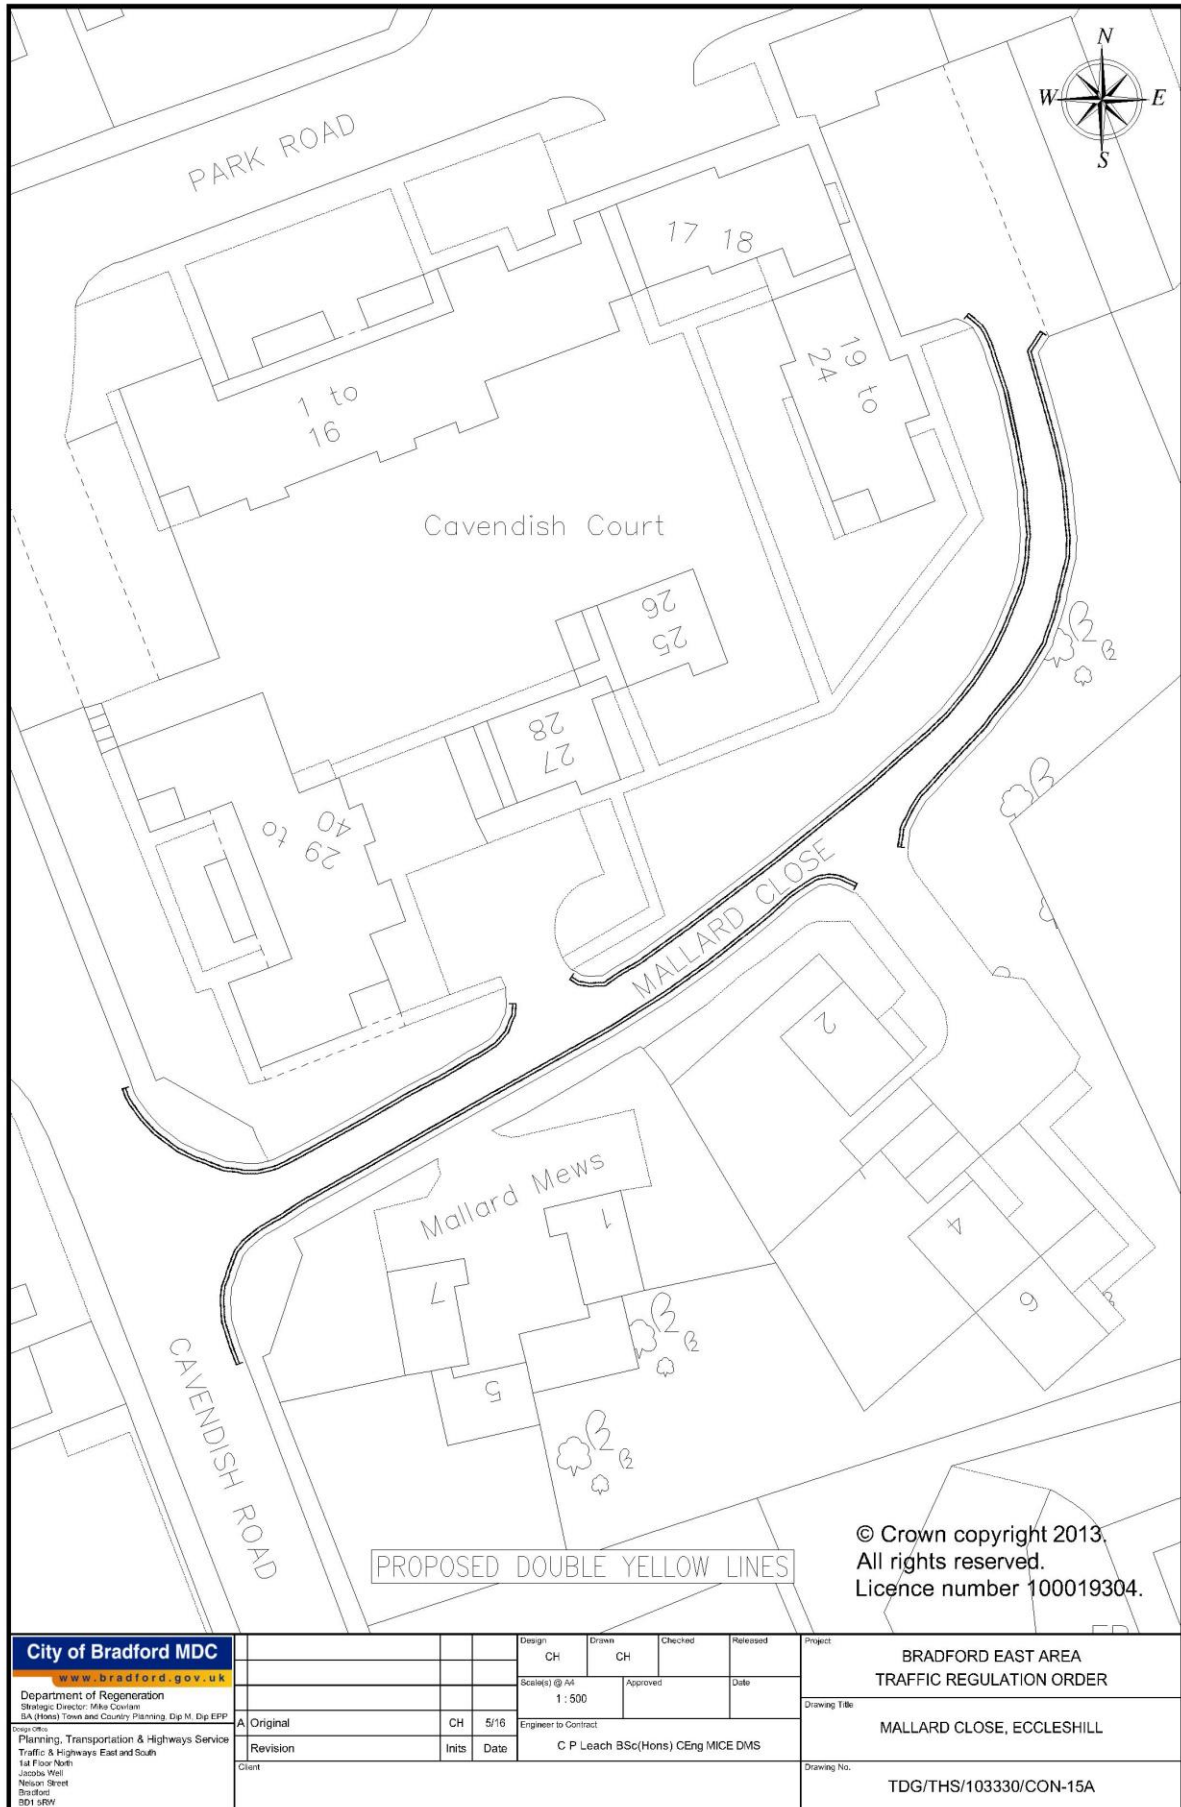 N
W E
S
PARK ROAD
17 18
19 to
24
1 to
16
Cavendish Court
26
25
28
27
29 to
40
MALLARD CLOSE
2
Mallard Mews
1
7
4
6
5
CAVENDISH ROAD
PROPOSED DOUBLE YELLOW LINES
© Crown copyright 2013.
All rights reserved.
Licence number 100019304.
City of Bradford MDC
www.bradford.gov.uk
Department of Regeneration
Strategic Director: Mike Cowlam
BA (Hons) Town and Country Planning, Dip M, Dip EPP
Design Office
Planning, Transportation & Highways Service
Traffic & Highways East and South
1st Floor North
Jacobs Well
Nelson Street
Bradford
BD1 5RW
A Original CH 5/16
Revision Inits Date
Client
Design Drawn Checked Released
CH CH
Scale(s) @ A4 Approved Date
1 : 500
Engineer to Contract
C P Leach BSc(Hons) CEng MICE DMS
Project
BRADFORD EAST AREA
TRAFFIC REGULATION ORDER
Drawing Title
MALLARD CLOSE, ECCLESHILL
Drawing No.
TDG/THS/103330/CON-15A